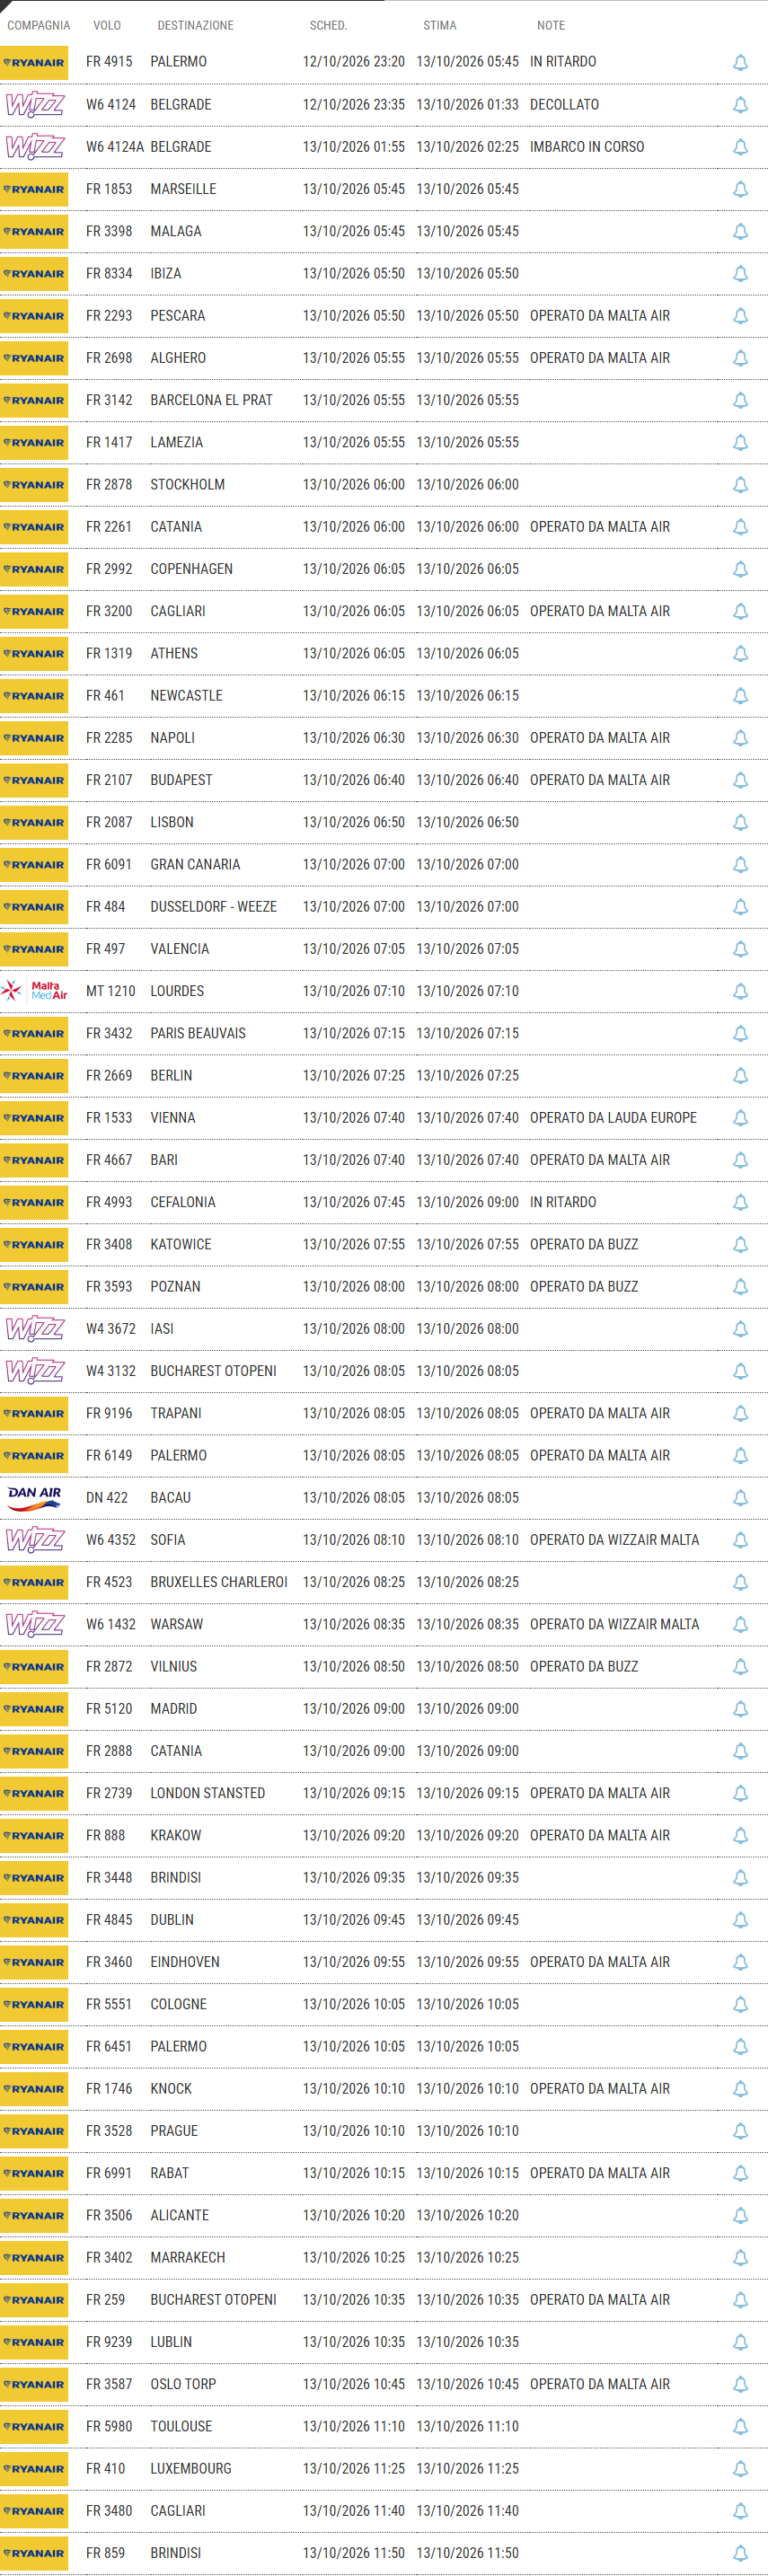 COMPAGNIA VOLO DESTINAZIONE SCHED. STIMA NOTE
RYANAIR FR 4915 PALERMO 12/10/2026 23:20 13/10/2026 05:45 IN RITARDO
WIZZ W6 4124 BELGRADE 12/10/2026 23:35 13/10/2026 01:33 DECOLLATO
WIZZ W6 4124A BELGRADE 13/10/2026 01:55 13/10/2026 02:25 IMBARCO IN CORSO
RYANAIR FR 1853 MARSEILLE 13/10/2026 05:45 13/10/2026 05:45
RYANAIR FR 3398 MALAGA 13/10/2026 05:45 13/10/2026 05:45
RYANAIR FR 8334 IBIZA 13/10/2026 05:50 13/10/2026 05:50
RYANAIR FR 2293 PESCARA 13/10/2026 05:50 13/10/2026 05:50 OPERATO DA MALTA AIR
RYANAIR FR 2698 ALGHERO 13/10/2026 05:55 13/10/2026 05:55 OPERATO DA MALTA AIR
RYANAIR FR 3142 BARCELONA EL PRAT 13/10/2026 05:55 13/10/2026 05:55
RYANAIR FR 1417 LAMEZIA 13/10/2026 05:55 13/10/2026 05:55
RYANAIR FR 2878 STOCKHOLM 13/10/2026 06:00 13/10/2026 06:00
RYANAIR FR 2261 CATANIA 13/10/2026 06:00 13/10/2026 06:00 OPERATO DA MALTA AIR
RYANAIR FR 2992 COPENHAGEN 13/10/2026 06:05 13/10/2026 06:05
RYANAIR FR 3200 CAGLIARI 13/10/2026 06:05 13/10/2026 06:05 OPERATO DA MALTA AIR
RYANAIR FR 1319 ATHENS 13/10/2026 06:05 13/10/2026 06:05
RYANAIR FR 461 NEWCASTLE 13/10/2026 06:15 13/10/2026 06:15
RYANAIR FR 2285 NAPOLI 13/10/2026 06:30 13/10/2026 06:30 OPERATO DA MALTA AIR
RYANAIR FR 2107 BUDAPEST 13/10/2026 06:40 13/10/2026 06:40 OPERATO DA MALTA AIR
RYANAIR FR 2087 LISBON 13/10/2026 06:50 13/10/2026 06:50
RYANAIR FR 6091 GRAN CANARIA 13/10/2026 07:00 13/10/2026 07:00
RYANAIR FR 484 DUSSELDORF - WEEZE 13/10/2026 07:00 13/10/2026 07:00
RYANAIR FR 497 VALENCIA 13/10/2026 07:05 13/10/2026 07:05
Malta MedAir MT 1210 LOURDES 13/10/2026 07:10 13/10/2026 07:10
RYANAIR FR 3432 PARIS BEAUVAIS 13/10/2026 07:15 13/10/2026 07:15
RYANAIR FR 2669 BERLIN 13/10/2026 07:25 13/10/2026 07:25
RYANAIR FR 1533 VIENNA 13/10/2026 07:40 13/10/2026 07:40 OPERATO DA LAUDA EUROPE
RYANAIR FR 4667 BARI 13/10/2026 07:40 13/10/2026 07:40 OPERATO DA MALTA AIR
RYANAIR FR 4993 CEFALONIA 13/10/2026 07:45 13/10/2026 09:00 IN RITARDO
RYANAIR FR 3408 KATOWICE 13/10/2026 07:55 13/10/2026 07:55 OPERATO DA BUZZ
RYANAIR FR 3593 POZNAN 13/10/2026 08:00 13/10/2026 08:00 OPERATO DA BUZZ
WIZZ W4 3672 IASI 13/10/2026 08:00 13/10/2026 08:00
WIZZ W4 3132 BUCHAREST OTOPENI 13/10/2026 08:05 13/10/2026 08:05
RYANAIR FR 9196 TRAPANI 13/10/2026 08:05 13/10/2026 08:05 OPERATO DA MALTA AIR
RYANAIR FR 6149 PALERMO 13/10/2026 08:05 13/10/2026 08:05 OPERATO DA MALTA AIR
DAN AIR DN 422 BACAU 13/10/2026 08:05 13/10/2026 08:05
WIZZ W6 4352 SOFIA 13/10/2026 08:10 13/10/2026 08:10 OPERATO DA WIZZAIR MALTA
RYANAIR FR 4523 BRUXELLES CHARLEROI 13/10/2026 08:25 13/10/2026 08:25
WIZZ W6 1432 WARSAW 13/10/2026 08:35 13/10/2026 08:35 OPERATO DA WIZZAIR MALTA
RYANAIR FR 2872 VILNIUS 13/10/2026 08:50 13/10/2026 08:50 OPERATO DA BUZZ
RYANAIR FR 5120 MADRID 13/10/2026 09:00 13/10/2026 09:00
RYANAIR FR 2888 CATANIA 13/10/2026 09:00 13/10/2026 09:00
RYANAIR FR 2739 LONDON STANSTED 13/10/2026 09:15 13/10/2026 09:15 OPERATO DA MALTA AIR
RYANAIR FR 888 KRAKOW 13/10/2026 09:20 13/10/2026 09:20 OPERATO DA MALTA AIR
RYANAIR FR 3448 BRINDISI 13/10/2026 09:35 13/10/2026 09:35
RYANAIR FR 4845 DUBLIN 13/10/2026 09:45 13/10/2026 09:45
RYANAIR FR 3460 EINDHOVEN 13/10/2026 09:55 13/10/2026 09:55 OPERATO DA MALTA AIR
RYANAIR FR 5551 COLOGNE 13/10/2026 10:05 13/10/2026 10:05
RYANAIR FR 6451 PALERMO 13/10/2026 10:05 13/10/2026 10:05
RYANAIR FR 1746 KNOCK 13/10/2026 10:10 13/10/2026 10:10 OPERATO DA MALTA AIR
RYANAIR FR 3528 PRAGUE 13/10/2026 10:10 13/10/2026 10:10
RYANAIR FR 6991 RABAT 13/10/2026 10:15 13/10/2026 10:15 OPERATO DA MALTA AIR
RYANAIR FR 3506 ALICANTE 13/10/2026 10:20 13/10/2026 10:20
RYANAIR FR 3402 MARRAKECH 13/10/2026 10:25 13/10/2026 10:25
RYANAIR FR 259 BUCHAREST OTOPENI 13/10/2026 10:35 13/10/2026 10:35 OPERATO DA MALTA AIR
RYANAIR FR 9239 LUBLIN 13/10/2026 10:35 13/10/2026 10:35
RYANAIR FR 3587 OSLO TORP 13/10/2026 10:45 13/10/2026 10:45 OPERATO DA MALTA AIR
RYANAIR FR 5980 TOULOUSE 13/10/2026 11:10 13/10/2026 11:10
RYANAIR FR 410 LUXEMBOURG 13/10/2026 11:25 13/10/2026 11:25
RYANAIR FR 3480 CAGLIARI 13/10/2026 11:40 13/10/2026 11:40
RYANAIR FR 859 BRINDISI 13/10/2026 11:50 13/10/2026 11:50